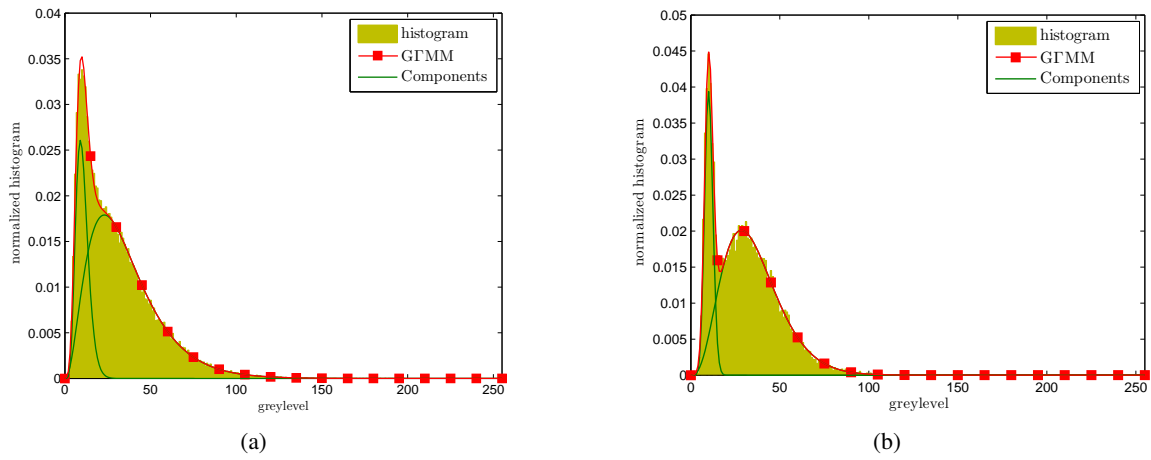 0.04
0.035
0.03
0.025
0.02
0.015
0.01
0.005
0
normalized histogram
histogram
GΓMM
Components
0 50 100 150 200 250
greylevel
(a)
0.05
0.045
0.04
0.035
0.03
0.025
0.02
0.015
0.01
0.005
0
normalized histogram
histogram
GΓMM
Components
0 50 100 150 200 250
greylevel
(b)